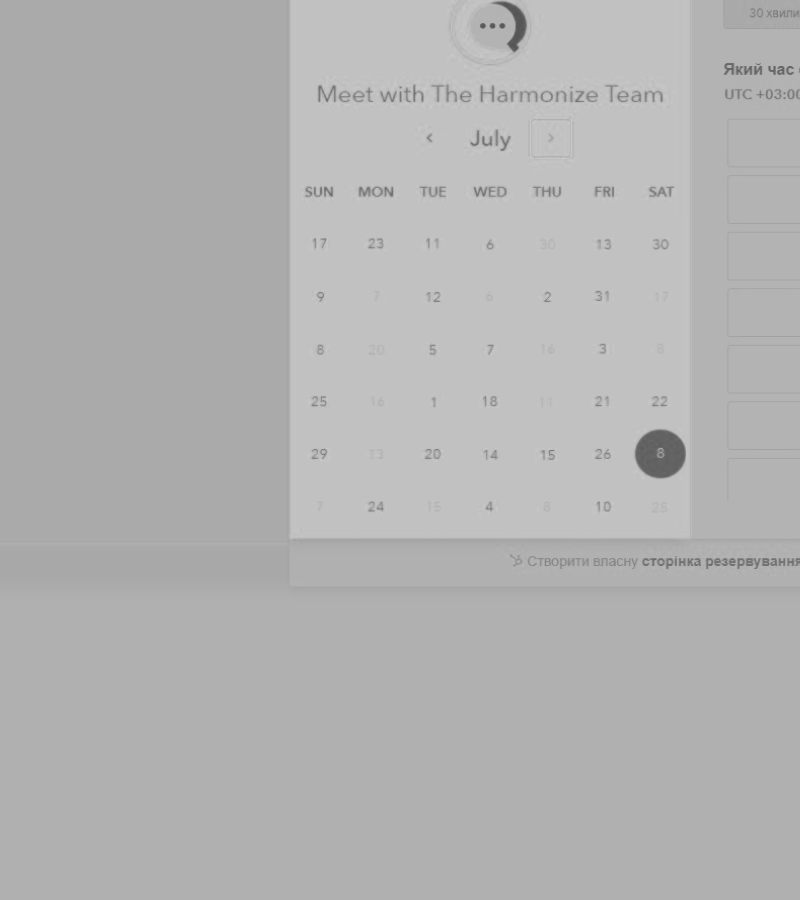 30 хвили
Який час
UTC +03:00
Meet with The Harmonize Team
‹ July ›
SUN MON TUE WED THU FRI SAT
17 23 11 6 30 13 30
9 7 12 6 2 31 17
8 20 5 7 16 3 8
25 16 1 18 11 21 22
29 13 20 14 15 26 8
7 24 15 4 8 10 25
Створити власну сторінка резервування